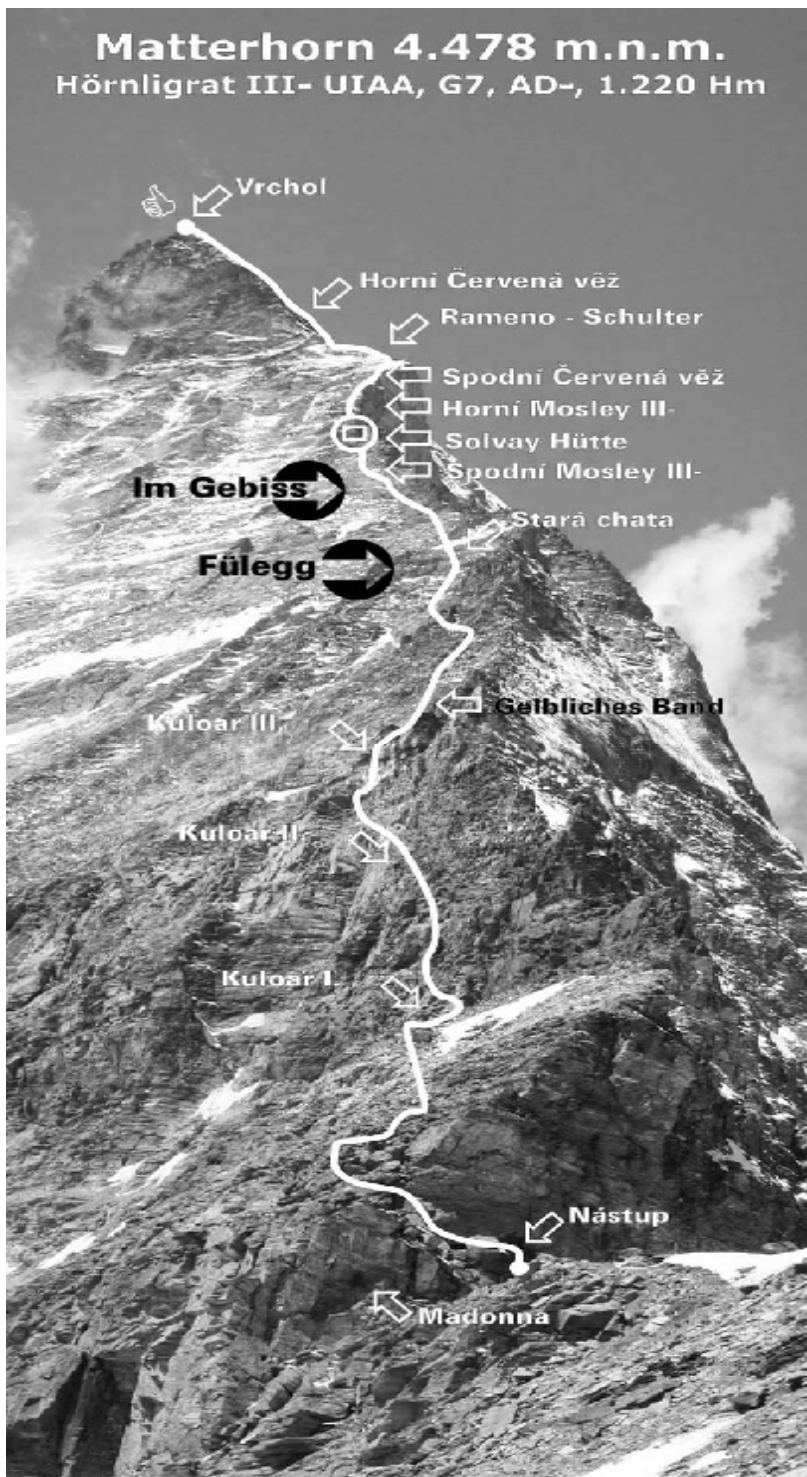 Matterhorn 4.478 m.n.m.
Hörnligrat III- UIAA, G7, AD-, 1.220 Hm
Vrchol
Horní Červená věž
Rameno - Schulter
Spodní Červená věž
Horní Mosley III-
Solvay Hütte
Spodní Mosley III-
Im Gebiss
Stará chata
Fülegg
Gelbliches Band
Kuloar III.
Kuloar II.
Kuloar I.
Nástup
Madonna